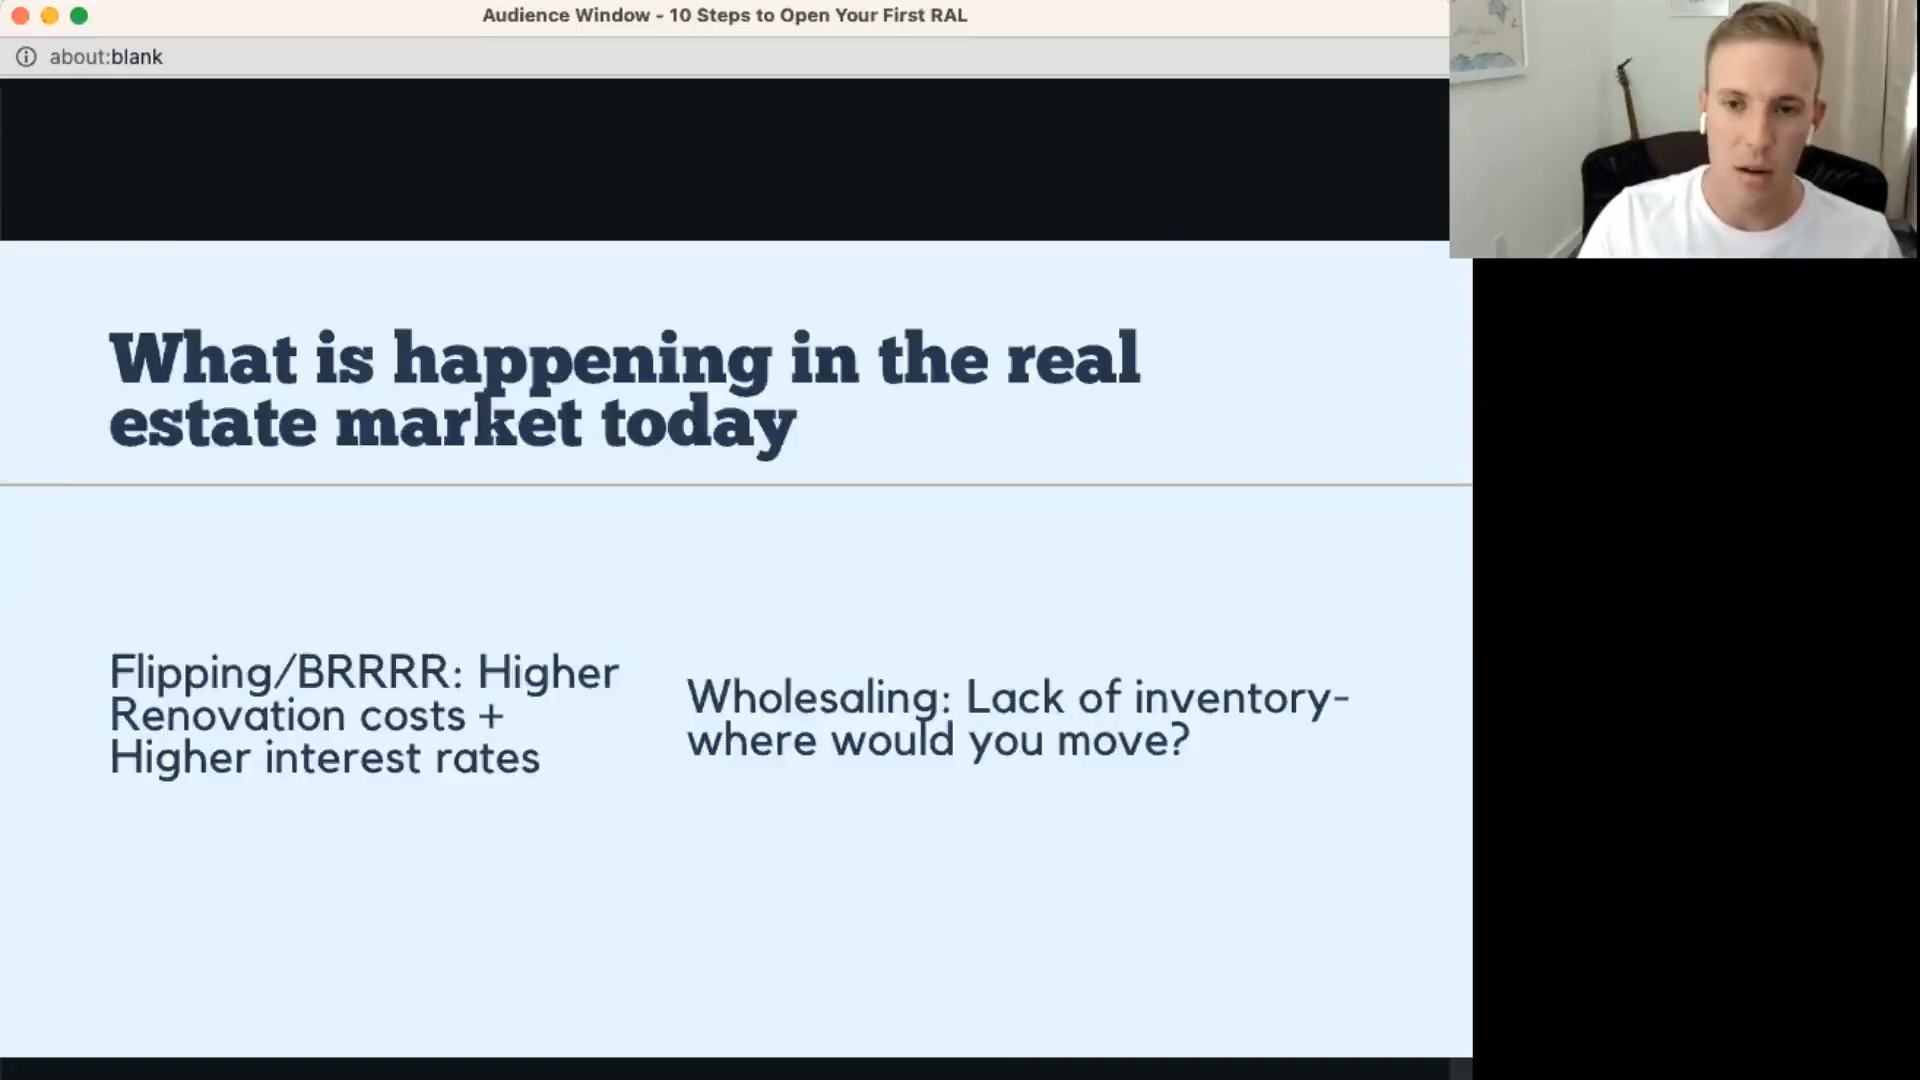 Audience Window - 10 Steps to Open Your First RAL
about:blank
What is happening in the real
estate market today
Flipping/BRRRR: Higher
Renovation costs +
Higher interest rates
Wholesaling: Lack of inventory-
where would you move?